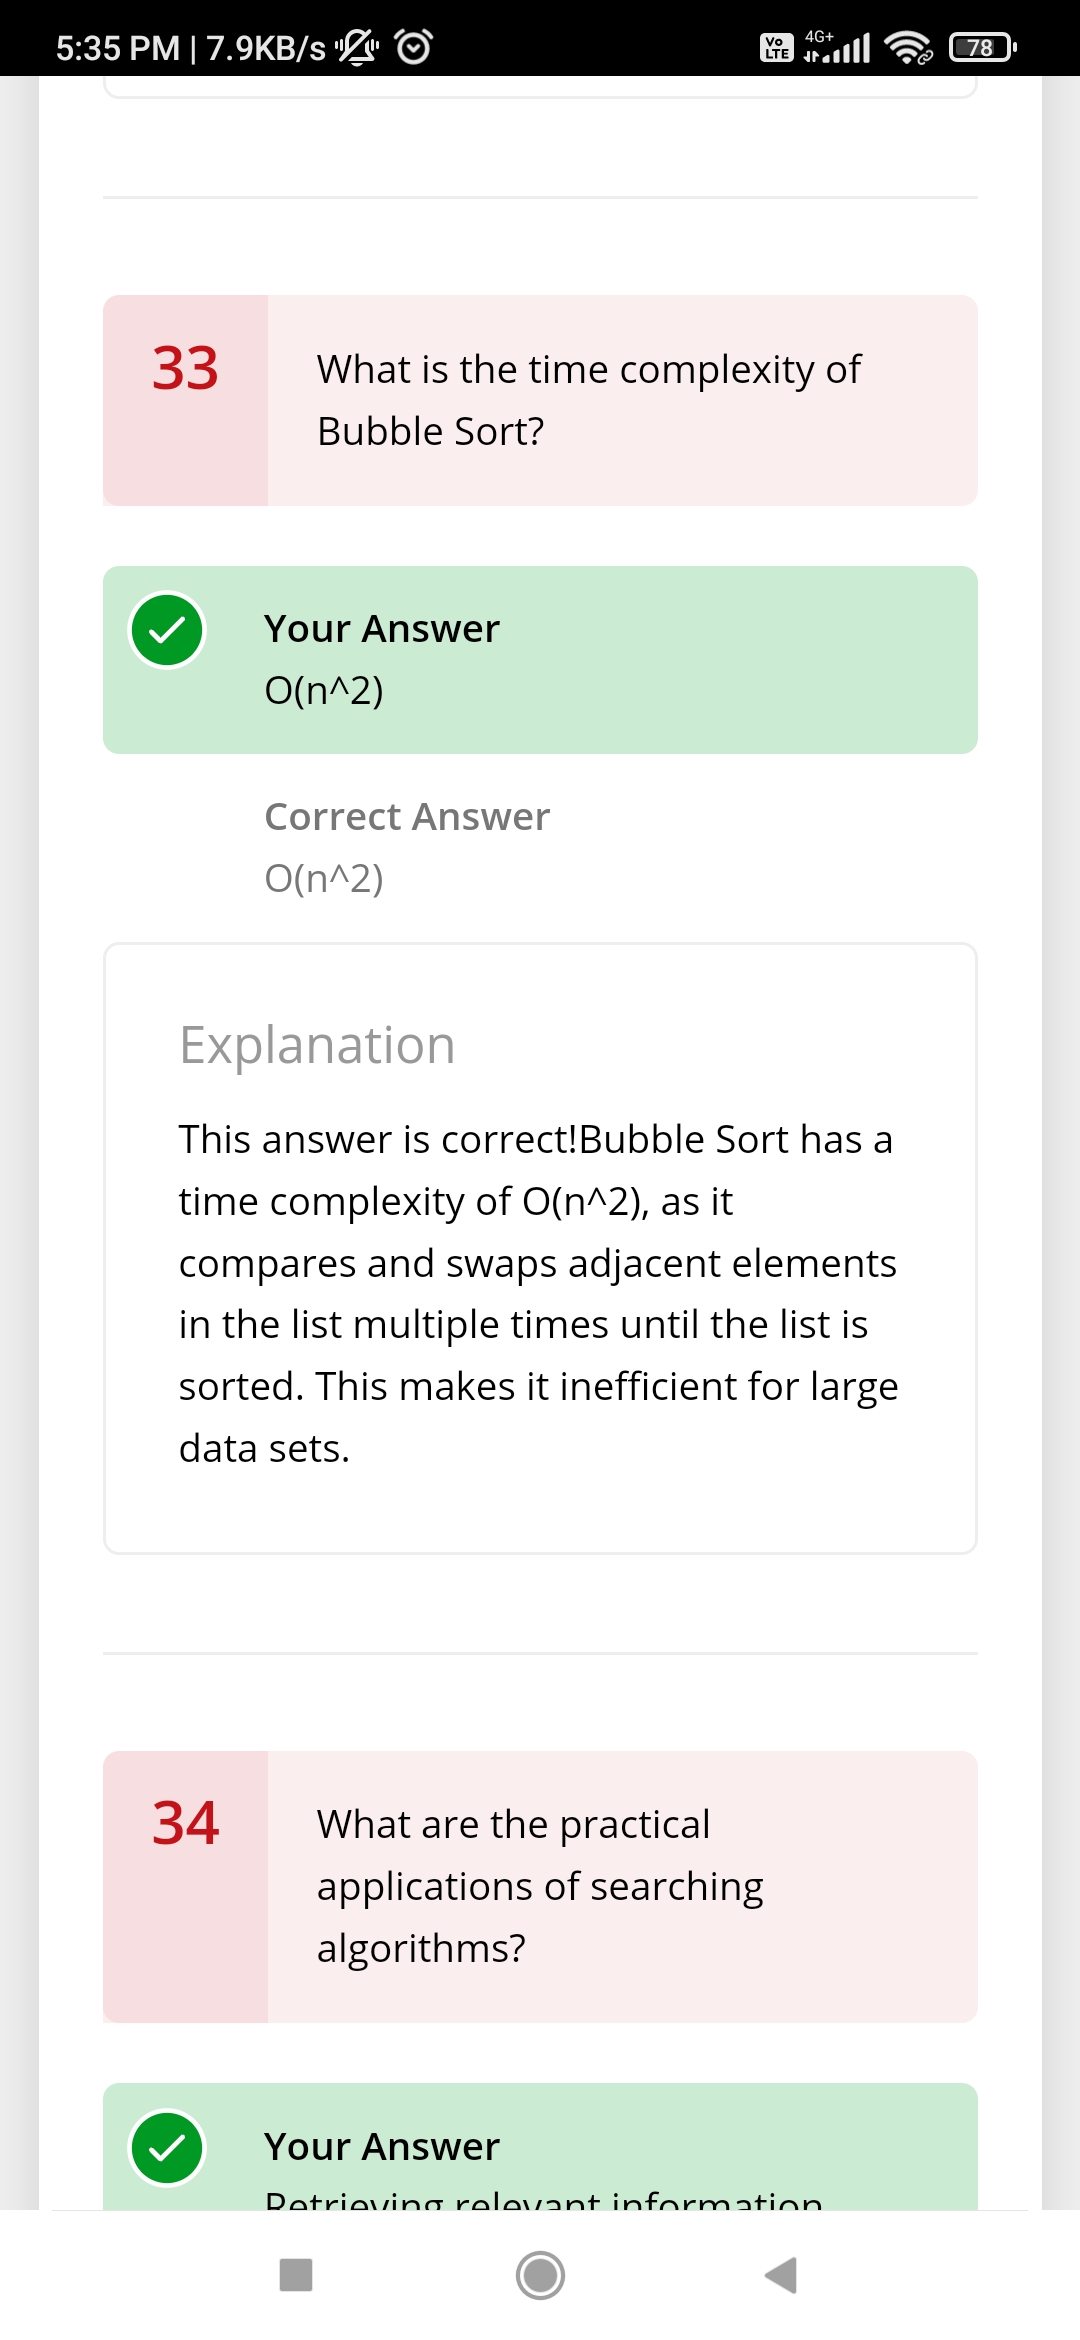 5:35 PM | 7.9KB/s
Vo LTE 4G+ 78
33
What is the time complexity of
Bubble Sort?
Your Answer
O(n^2)
Correct Answer
O(n^2)
Explanation
This answer is correct!Bubble Sort has a
time complexity of O(n^2), as it
compares and swaps adjacent elements
in the list multiple times until the list is
sorted. This makes it inefficient for large
data sets.
34
What are the practical
applications of searching
algorithms?
Your Answer
Retrieving relevant information